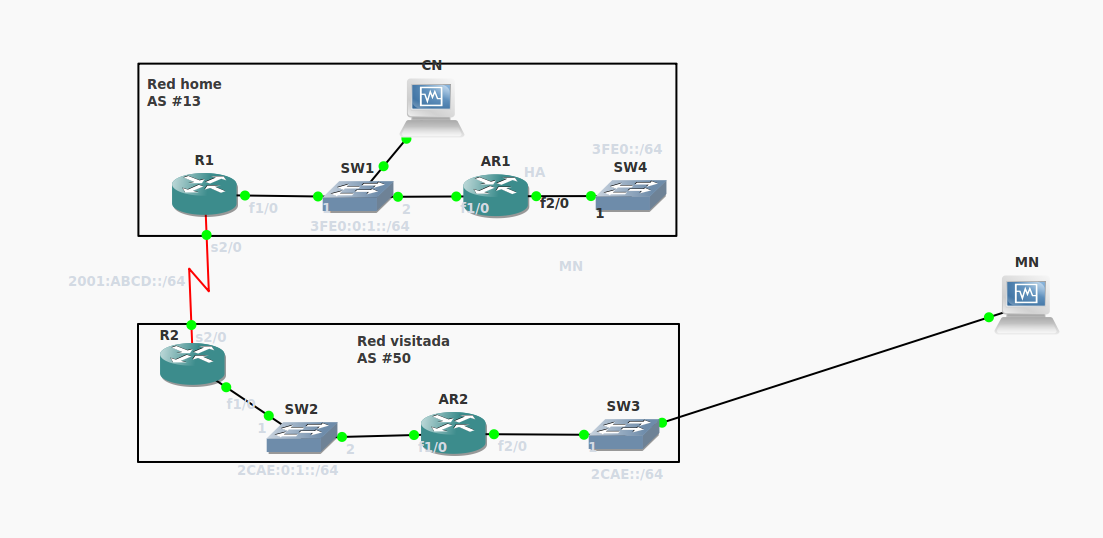 CN
Red home
AS #13
3FE0::/64
R1
SW1
AR1
HA
SW4
f1/0
1
2
f1/0
f2/0
1
3FE0:0:1::/64
s2/0
2001:ABCD::/64
MN
MN
R2
s2/0
Red visitada
AS #50
f1/0
SW2
AR2
SW3
1
2
f1/0
f2/0
1
2CAE:0:1::/64
2CAE::/64